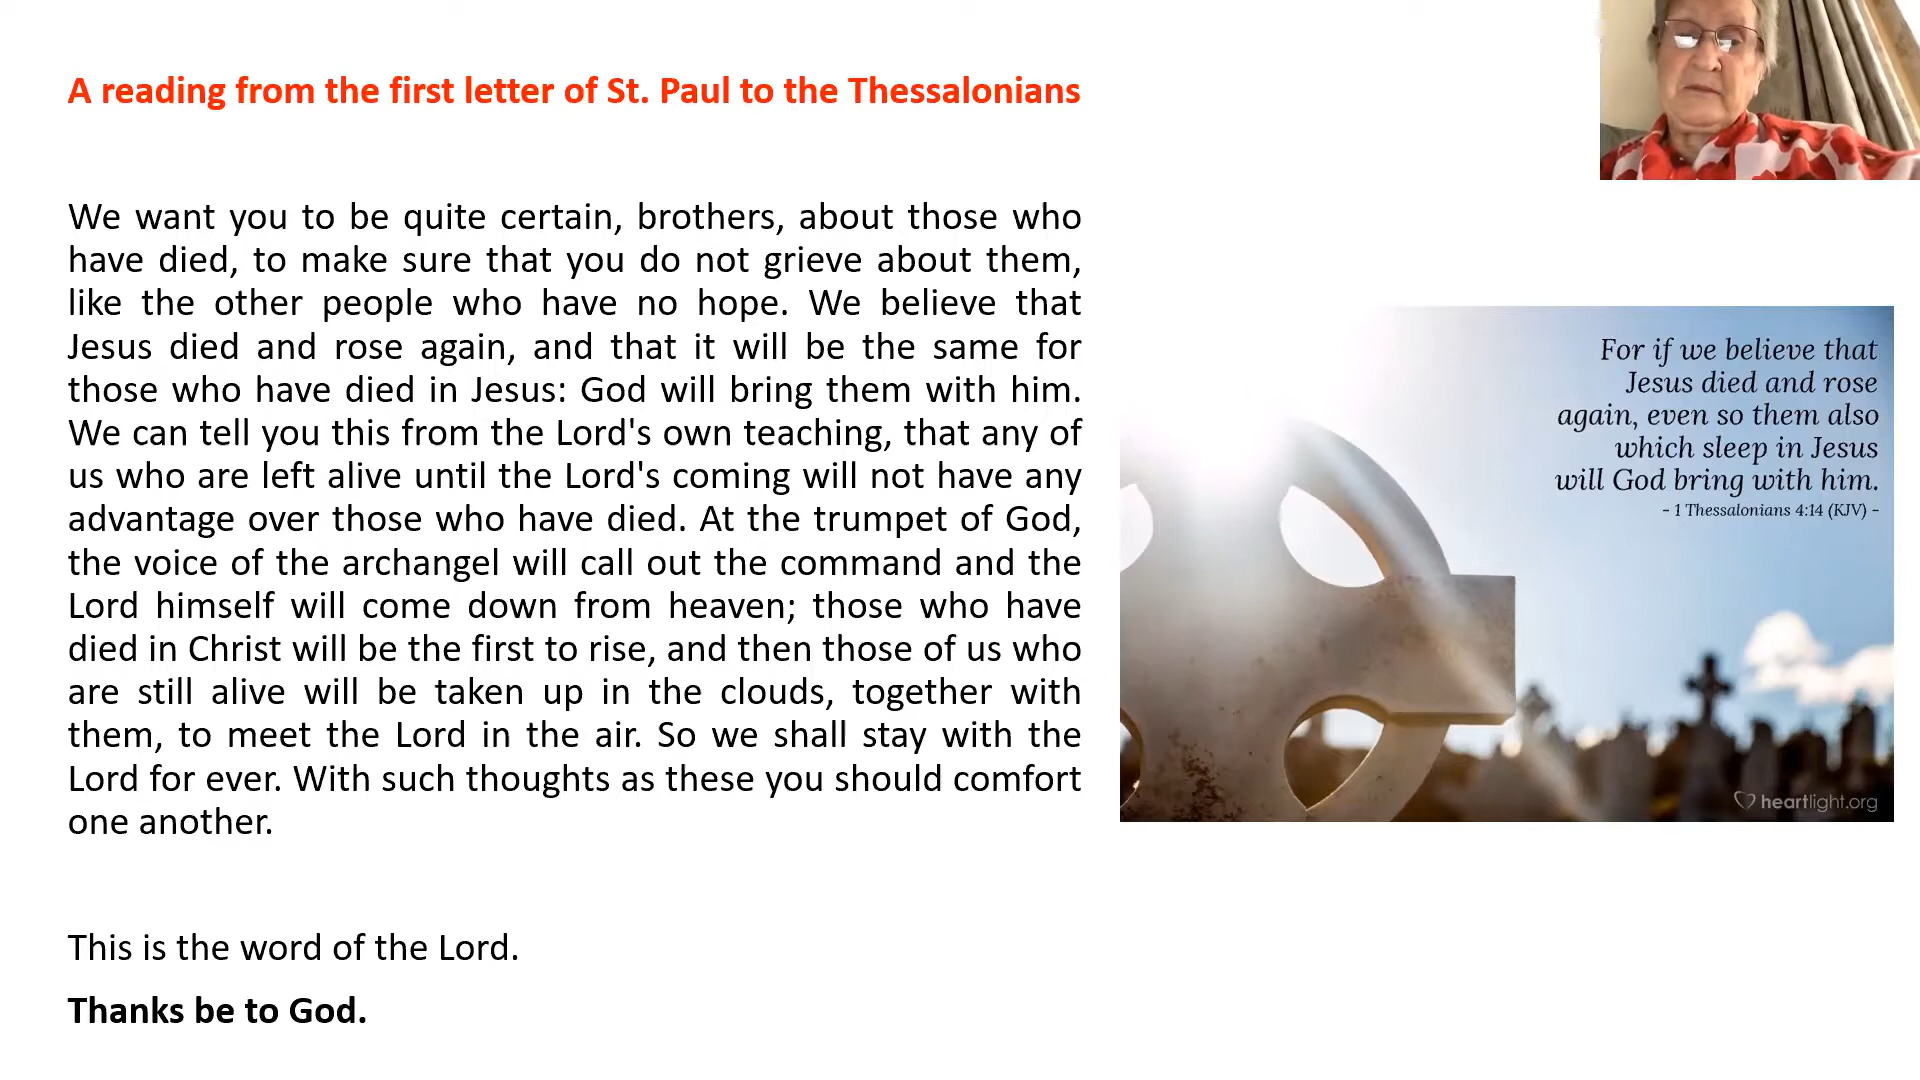 A reading from the first letter of St. Paul to the Thessalonians
We want you to be quite certain, brothers, about those who
have died, to make sure that you do not grieve about them,
like the other people who have no hope. We believe that
Jesus died and rose again, and that it will be the same for
those who have died in Jesus: God will bring them with him.
We can tell you this from the Lord's own teaching, that any of
us who are left alive until the Lord's coming will not have any
advantage over those who have died. At the trumpet of God,
the voice of the archangel will call out the command and the
Lord himself will come down from heaven; those who have
died in Christ will be the first to rise, and then those of us who
are still alive will be taken up in the clouds, together with
them, to meet the Lord in the air. So we shall stay with the
Lord for ever. With such thoughts as these you should comfort
one another.
This is the word of the Lord.
Thanks be to God.
For if we believe that
Jesus died and rose
again, even so them also
which sleep in Jesus
will God bring with him.
- 1 Thessalonians 4:14 (KJV) -
heartlight.org